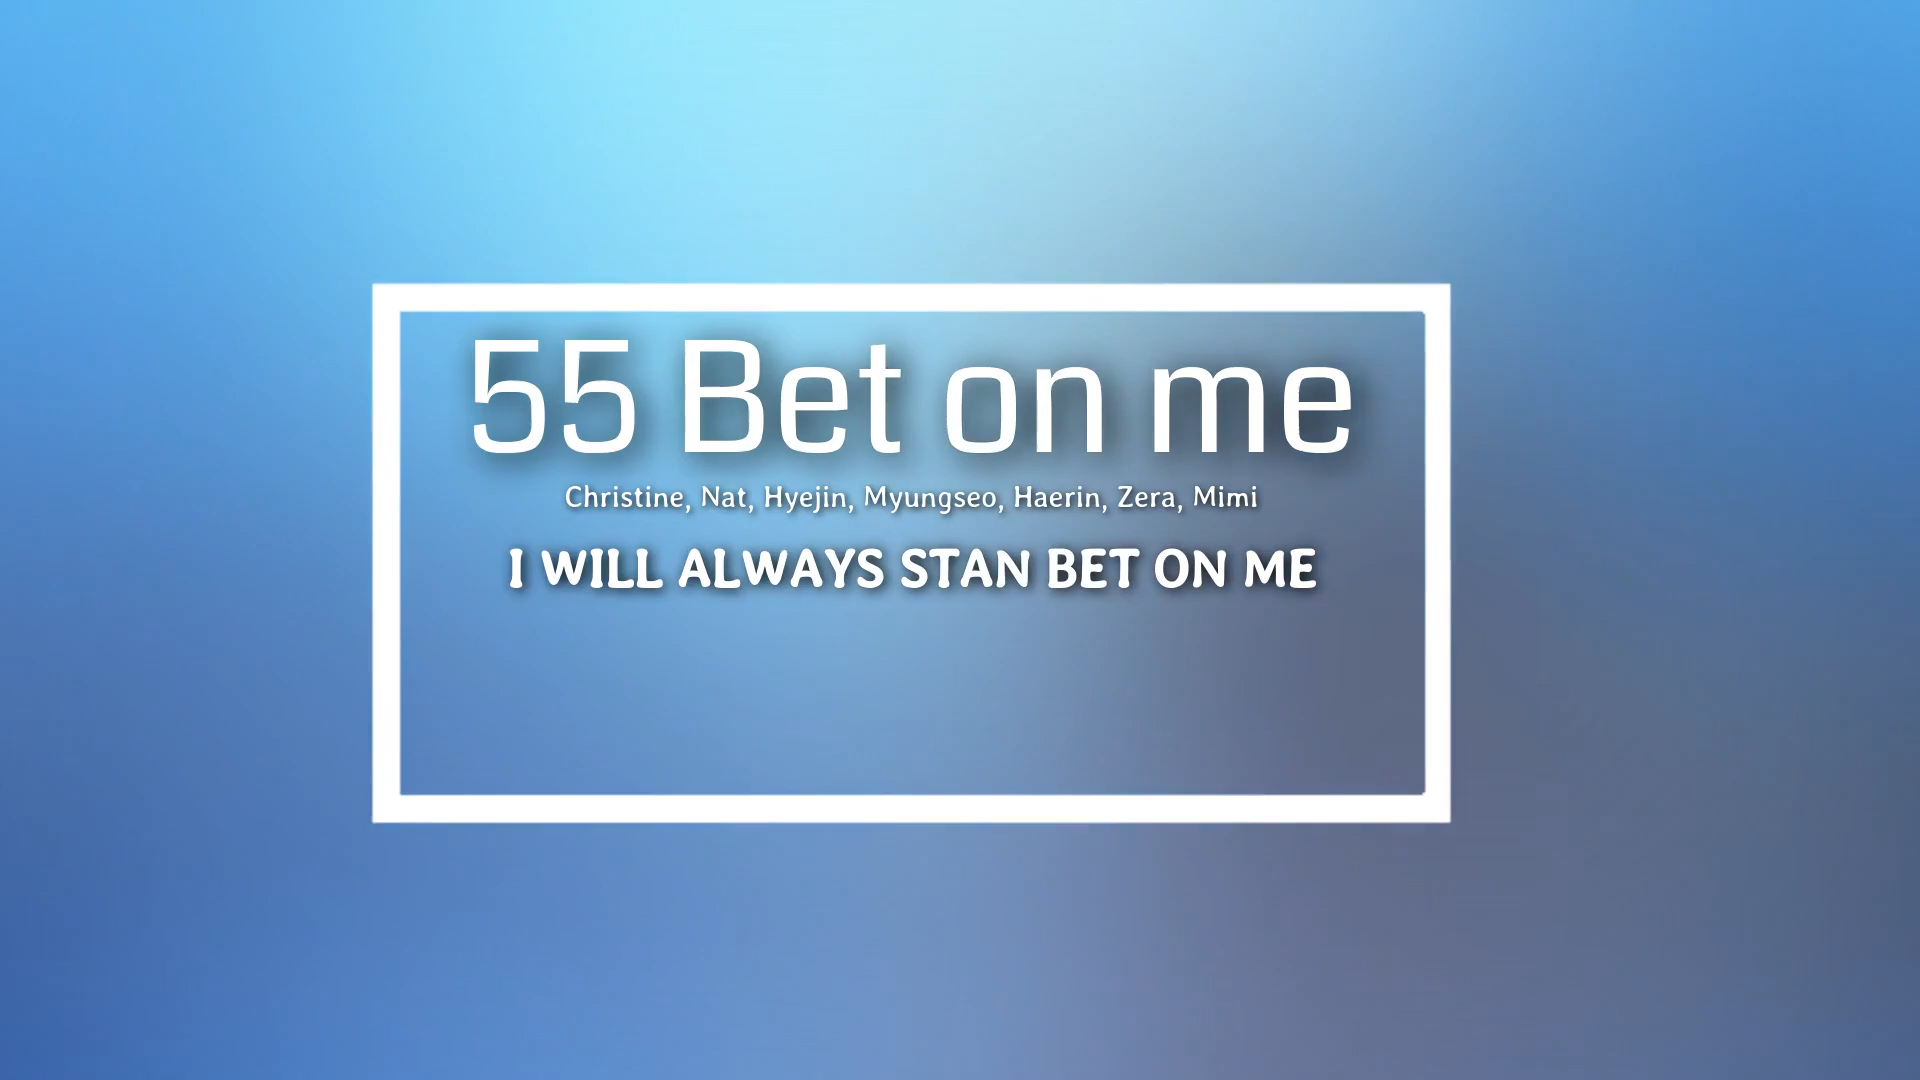 55 Bet on me
Christine, Nat, Hyejin, Myungseo, Haerin, Zera, Mimi
I WILL ALWAYS STAN BET ON ME